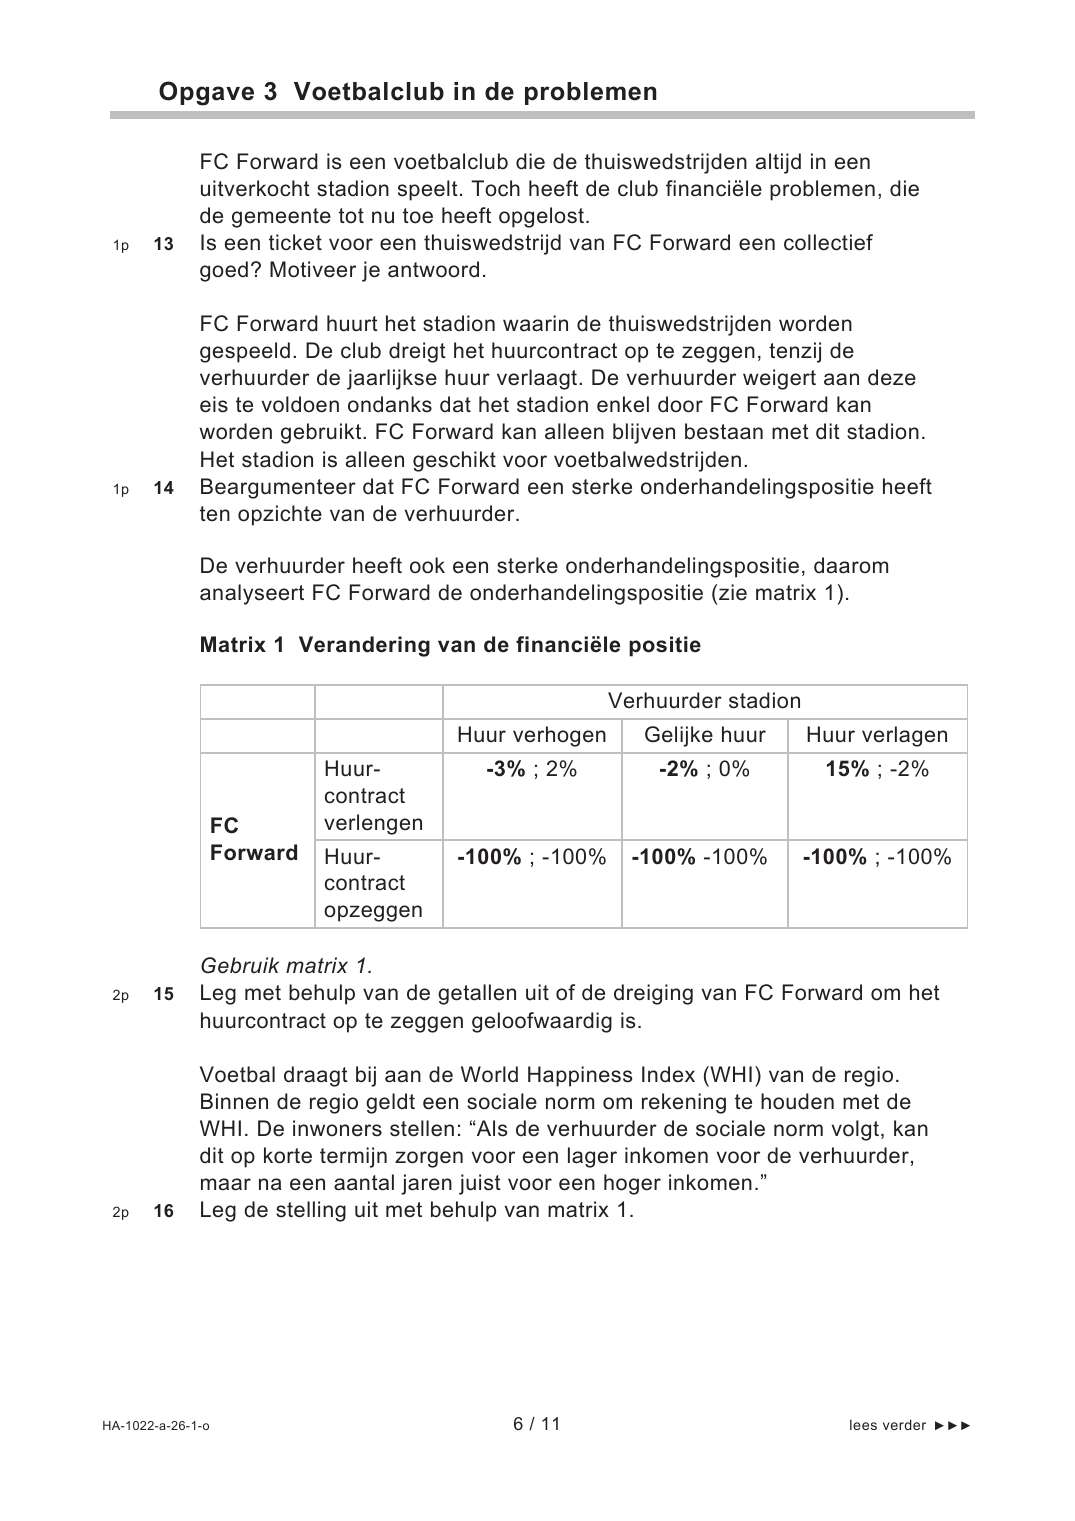 Opgave 3  Voetbalclub in de problemen
FC Forward is een voetbalclub die de thuiswedstrijden altijd in een
uitverkocht stadion speelt. Toch heeft de club financiële problemen, die
de gemeente tot nu toe heeft opgelost.
1p 13 Is een ticket voor een thuiswedstrijd van FC Forward een collectief
goed? Motiveer je antwoord.
FC Forward huurt het stadion waarin de thuiswedstrijden worden
gespeeld. De club dreigt het huurcontract op te zeggen, tenzij de
verhuurder de jaarlijkse huur verlaagt. De verhuurder weigert aan deze
eis te voldoen ondanks dat het stadion enkel door FC Forward kan
worden gebruikt. FC Forward kan alleen blijven bestaan met dit stadion.
Het stadion is alleen geschikt voor voetbalwedstrijden.
1p 14 Beargumenteer dat FC Forward een sterke onderhandelingspositie heeft
ten opzichte van de verhuurder.
De verhuurder heeft ook een sterke onderhandelingspositie, daarom
analyseert FC Forward de onderhandelingspositie (zie matrix 1).
Matrix 1  Verandering van de financiële positie
Verhuurder stadion
Huur verhogen Gelijke huur Huur verlagen
FC
Forward
Huur-
contract
verlengen
-3% ; 2% -2% ; 0% 15% ; -2%
Huur-
contract
opzeggen
-100% ; -100% -100% -100% -100% ; -100%
Gebruik matrix 1.
2p 15 Leg met behulp van de getallen uit of de dreiging van FC Forward om het
huurcontract op te zeggen geloofwaardig is.
Voetbal draagt bij aan de World Happiness Index (WHI) van de regio.
Binnen de regio geldt een sociale norm om rekening te houden met de
WHI. De inwoners stellen: “Als de verhuurder de sociale norm volgt, kan
dit op korte termijn zorgen voor een lager inkomen voor de verhuurder,
maar na een aantal jaren juist voor een hoger inkomen.”
2p 16 Leg de stelling uit met behulp van matrix 1.
HA-1022-a-26-1-o 6 / 11 lees verder ►►►